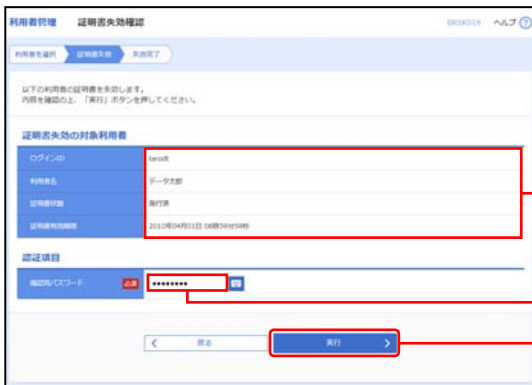 利用者管理 証明書失効確認 BRSK019 ヘルプ ?
利用者を選択 証明書失効 失効完了
以下の利用者の証明書を失効します。
内容を確認の上、「実行」ボタンを押してください。
証明書失効の対象利用者
ログインID tarodt
利用者名 データ太郎
証明書状態 発行済
証明書有効期限 2010年04月01日 08時59分59秒
認証項目
確認用パスワード 必須 ••••••••
戻る 実行